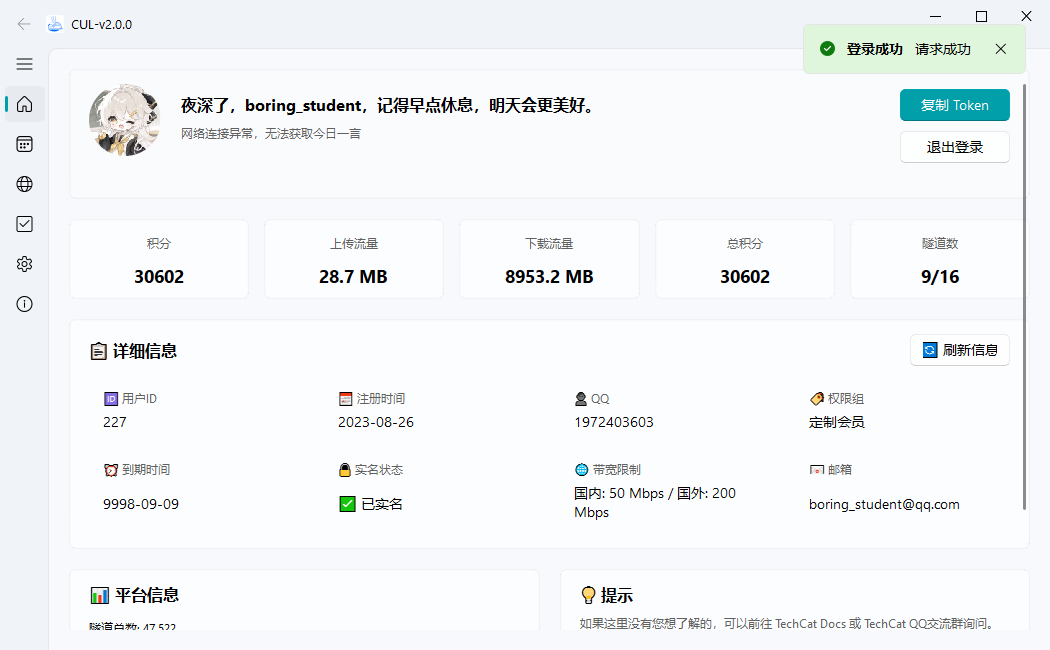 CUL-v2.0.0
登录成功 请求成功
夜深了，boring_student，记得早点休息，明天会更美好。
网络连接异常，无法获取今日一言
复制 Token
退出登录
积分 上传流量 下载流量 总积分 隧道数
30602 28.7 MB 8953.2 MB 30602 9/16
详细信息 刷新信息
用户ID 注册时间 QQ 权限组
227 2023-08-26 1972403603 定制会员
到期时间 实名状态 带宽限制 邮箱
9998-09-09 已实名 国内: 50 Mbps / 国外: 200 Mbps boring_student@qq.com
平台信息 提示
隧道总数: 47,522 如果这里没有您想了解的，可以前往 TechCat Docs 或 TechCat QQ交流群询问。